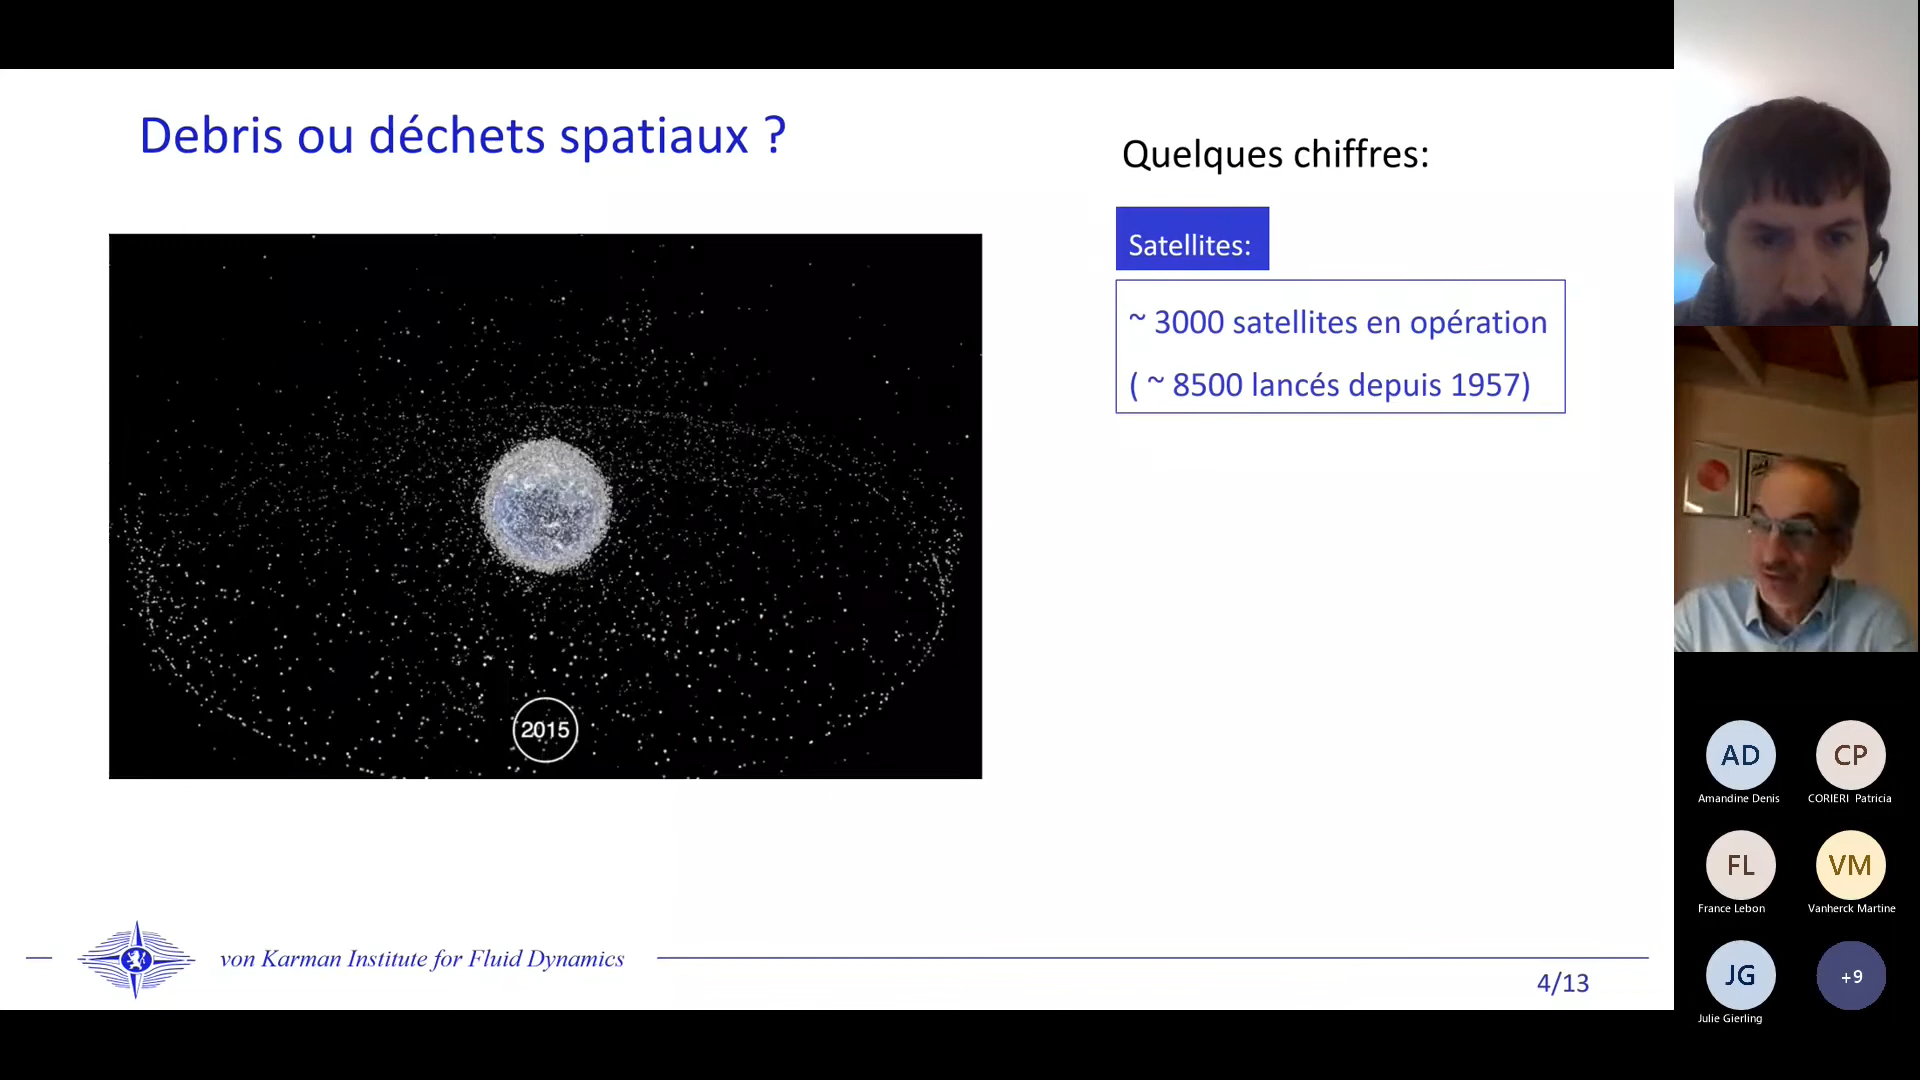 Debris ou déchets spatiaux ?
Quelques chiffres:
Satellites:
~ 3000 satellites en opération
( ~ 8500 lancés depuis 1957)
2015
von Karman Institute for Fluid Dynamics
4/13
AD
Amandine Denis
CP
CORIERI Patricia
FL
France Lebon
VM
Vanherck Martine
JG
Julie Gierling
+9